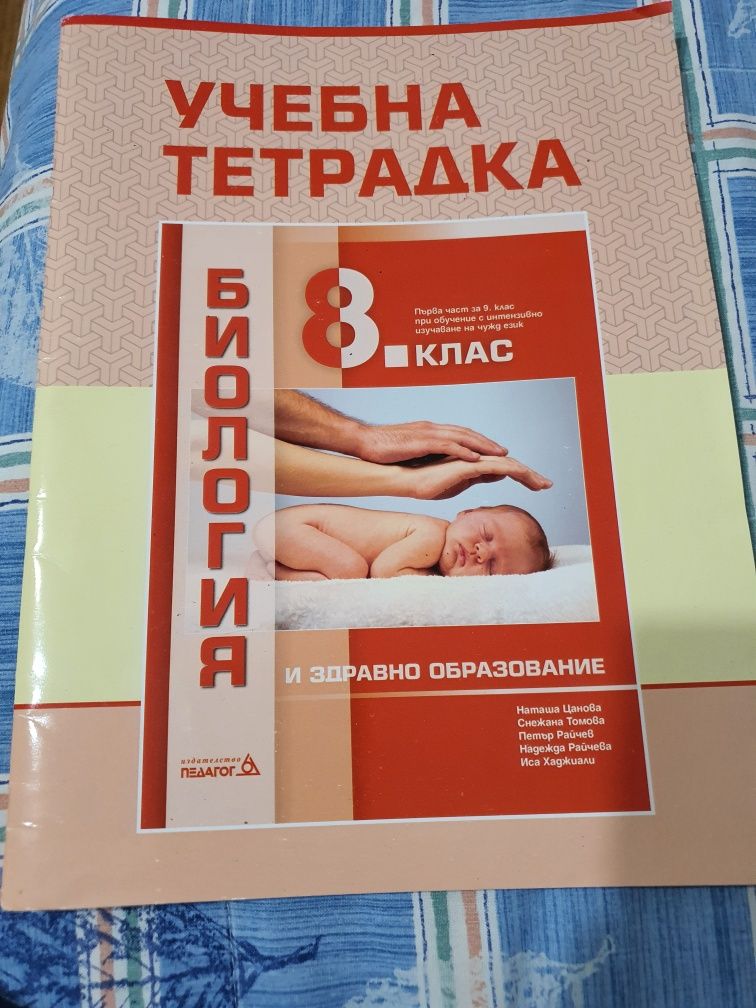 УЧЕБНА
ТЕТРАДКА
БИОЛОГИЯ
8.
Първа част за 9. клас
при обучение с интензивно
изучаване на чужд език
КЛАС
И ЗДРАВНО ОБРАЗОВАНИЕ
Наташа Цанова
Снежана Томова
Петър Райчев
Надежда Райчева
Иса Хаджиали
издателство
ПЕДАГОГ 6